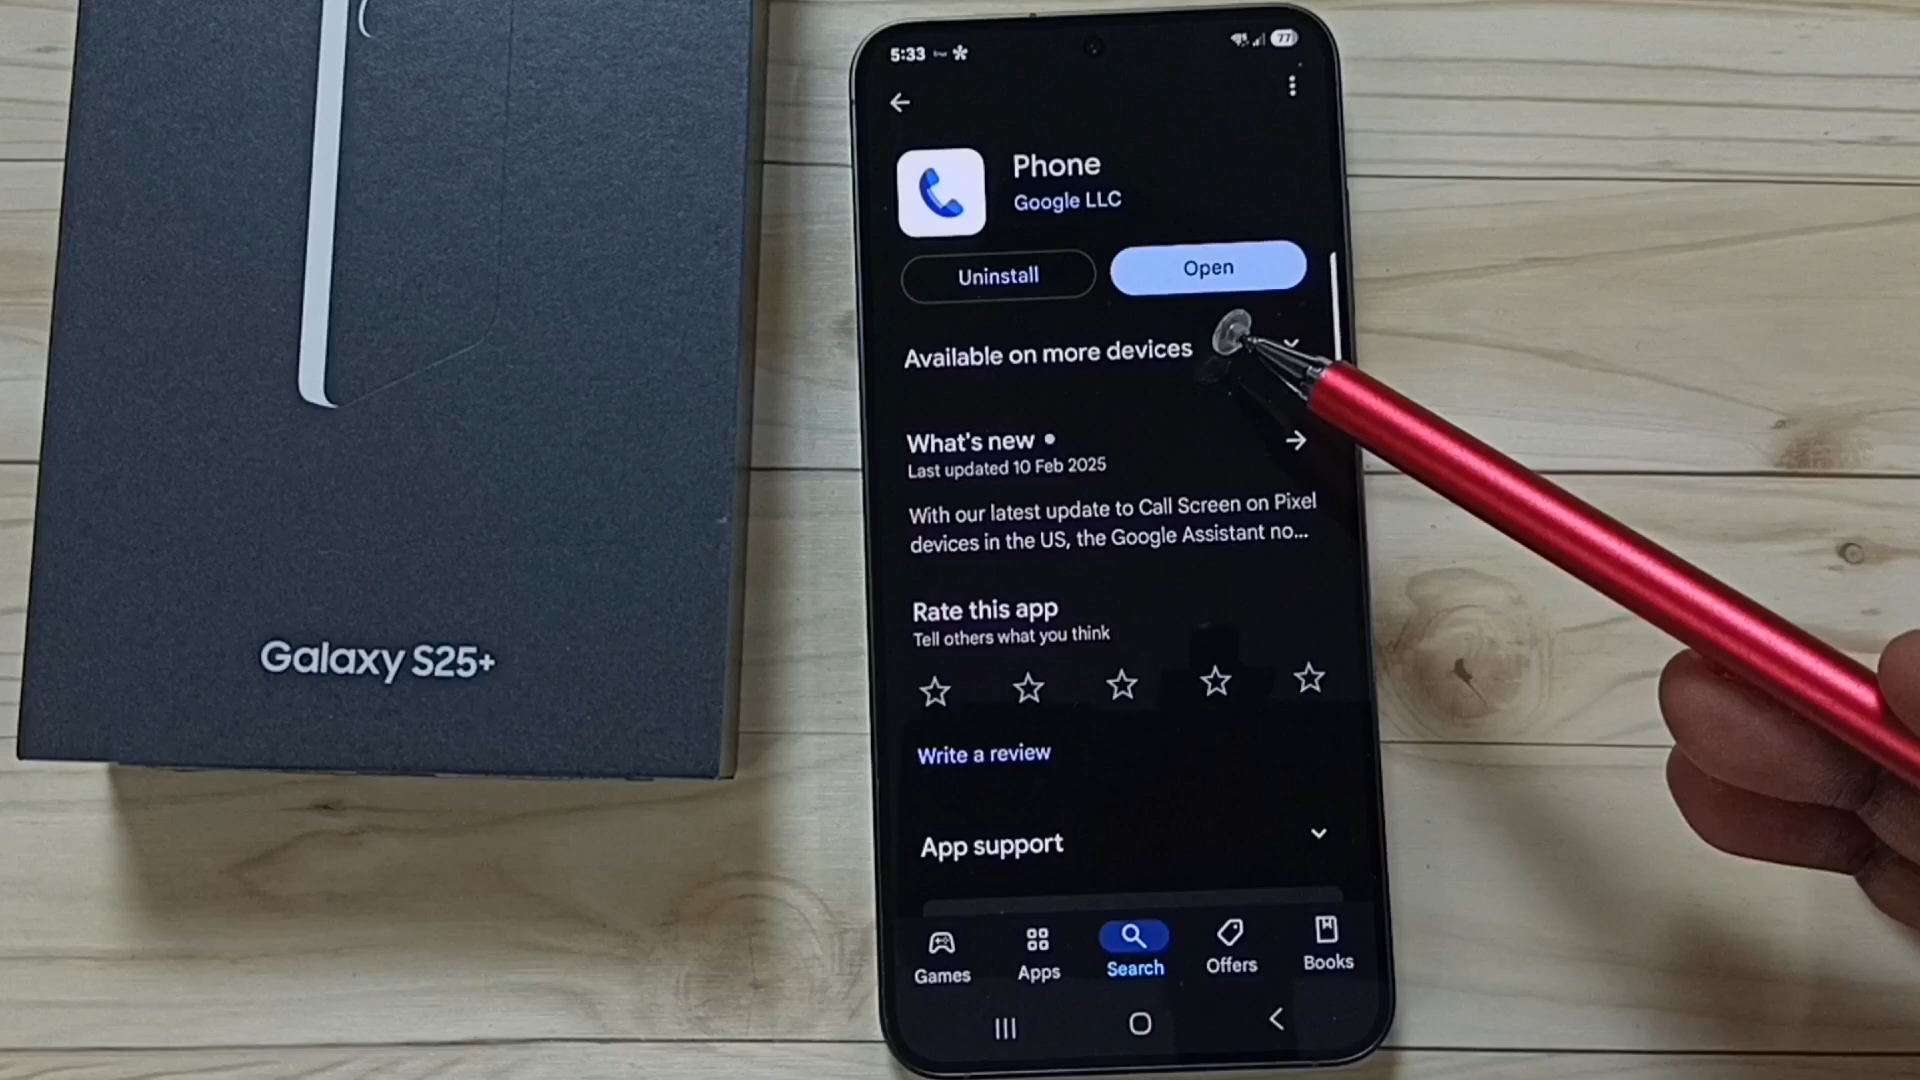 Galaxy S25+
5:33
77
Phone
Google LLC
Uninstall
Open
Available on more devices
What's new
Last updated 10 Feb 2025
With our latest update to Call Screen on Pixel
devices in the US, the Google Assistant no...
Rate this app
Tell others what you think
Write a review
App support
Games
Apps
Search
Offers
Books